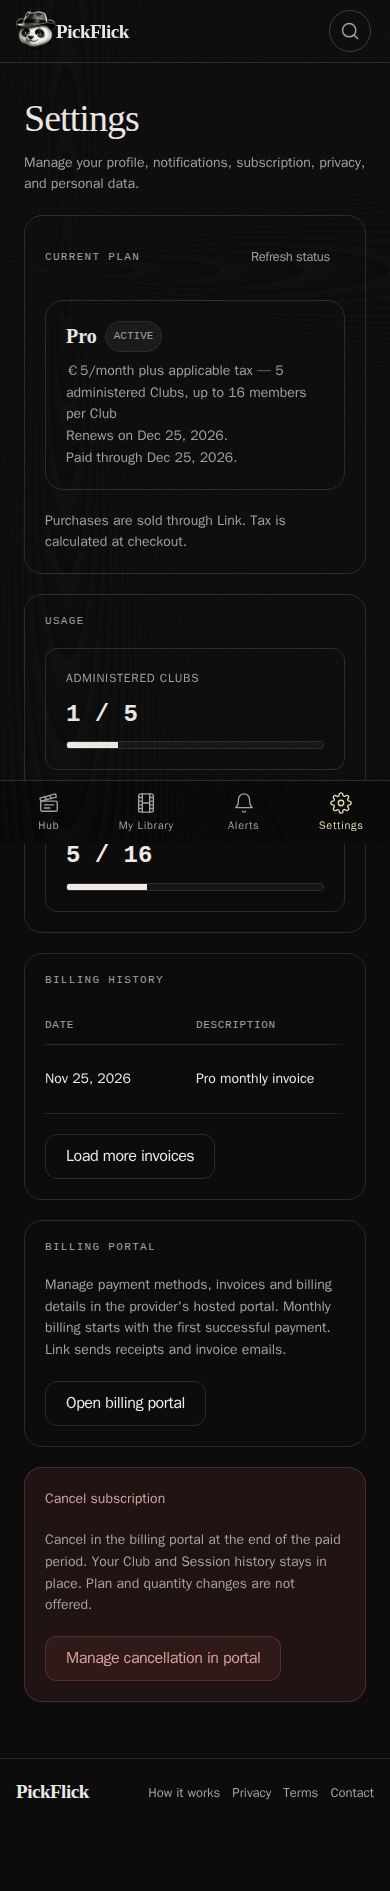 PickFlick
Settings
Manage your profile, notifications, subscription, privacy,
and personal data.
CURRENT PLAN
Refresh status
Pro ACTIVE
€5/month plus applicable tax — 5
administered Clubs, up to 16 members
per Club
Renews on Dec 25, 2026.
Paid through Dec 25, 2026.
Purchases are sold through Link. Tax is
calculated at checkout.
USAGE
ADMINISTERED CLUBS
1 / 5
Hub My Library Alerts Settings
5 / 16
BILLING HISTORY
DATE DESCRIPTION
Nov 25, 2026 Pro monthly invoice
Load more invoices
BILLING PORTAL
Manage payment methods, invoices and billing
details in the provider's hosted portal. Monthly
billing starts with the first successful payment.
Link sends receipts and invoice emails.
Open billing portal
Cancel subscription
Cancel in the billing portal at the end of the paid
period. Your Club and Session history stays in
place. Plan and quantity changes are not
offered.
Manage cancellation in portal
PickFlick How it works Privacy Terms Contact